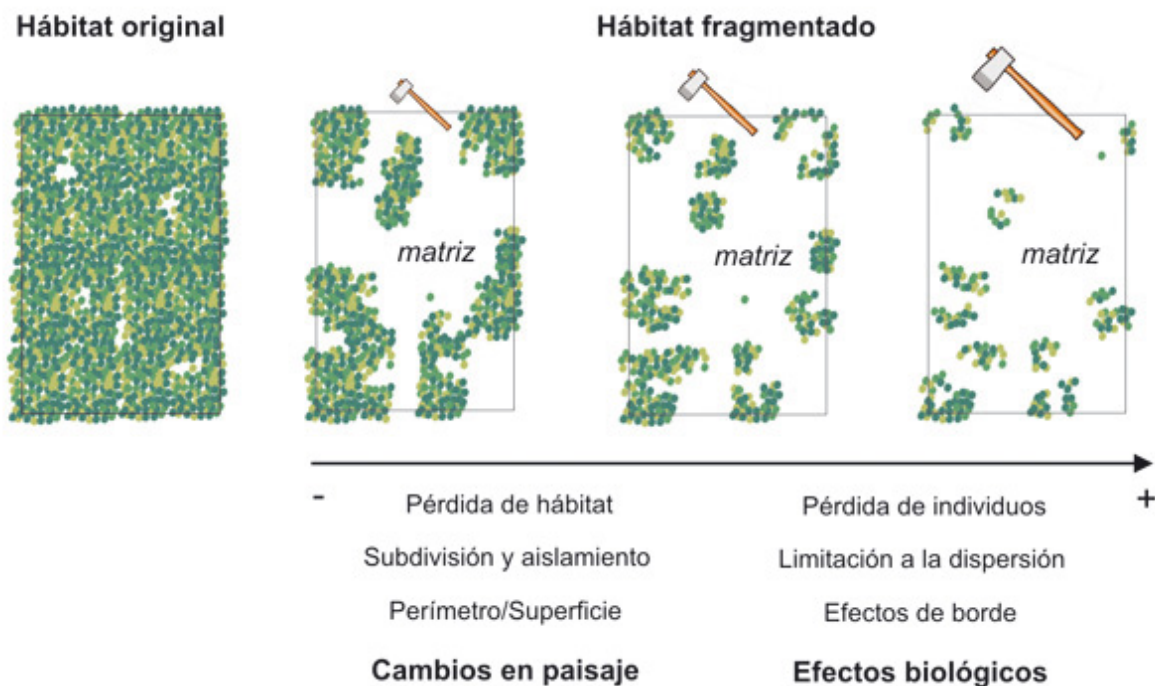 Hábitat original
Hábitat fragmentado
matriz
matriz
matriz
-
+
Pérdida de hábitat
Pérdida de individuos
Subdivisión y aislamiento
Limitación a la dispersión
Perímetro/Superficie
Efectos de borde
Cambios en paisaje
Efectos biológicos